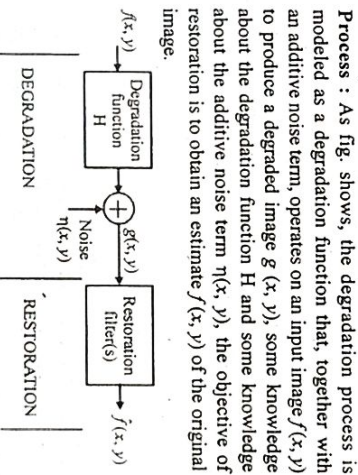 Process : As fig. shows, the degradation process i
modeled as a degradation function that, together with
an additive noise term, operates on an input image f (x, y)
to produce a degraded image g (x, y), some knowledge
about the degradation function H and some knowledge
about the additive noise term η(x, y), the objective of
restoration is to obtain an estimate f (x, y) of the original
image.
f(x, y)
Degradation
function
H
+
g(x, y)
Noise
η(x, y)
Restoration
filter(s)
f̂(x, y)
DEGRADATION
RESTORATION